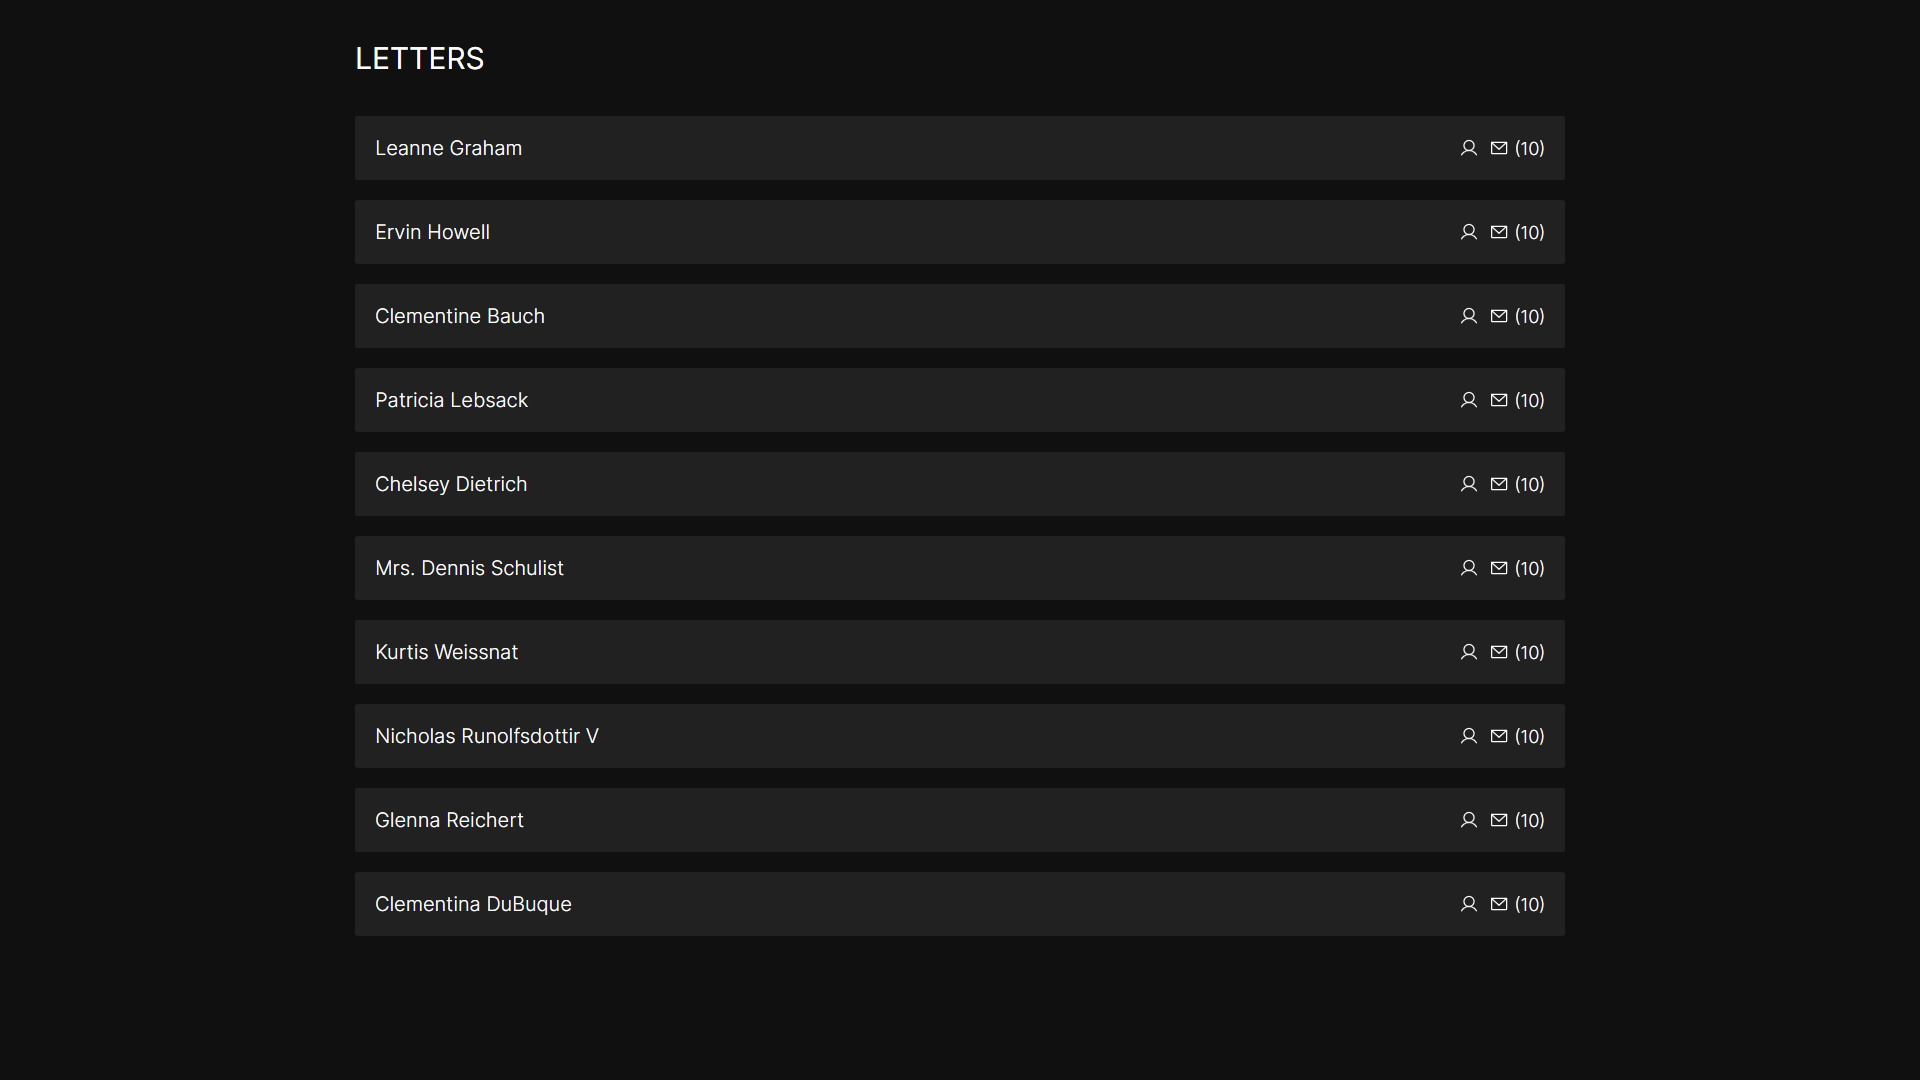 LETTERS
Leanne Graham (10)
Ervin Howell (10)
Clementine Bauch (10)
Patricia Lebsack (10)
Chelsey Dietrich (10)
Mrs. Dennis Schulist (10)
Kurtis Weissnat (10)
Nicholas Runolfsdottir V (10)
Glenna Reichert (10)
Clementina DuBuque (10)